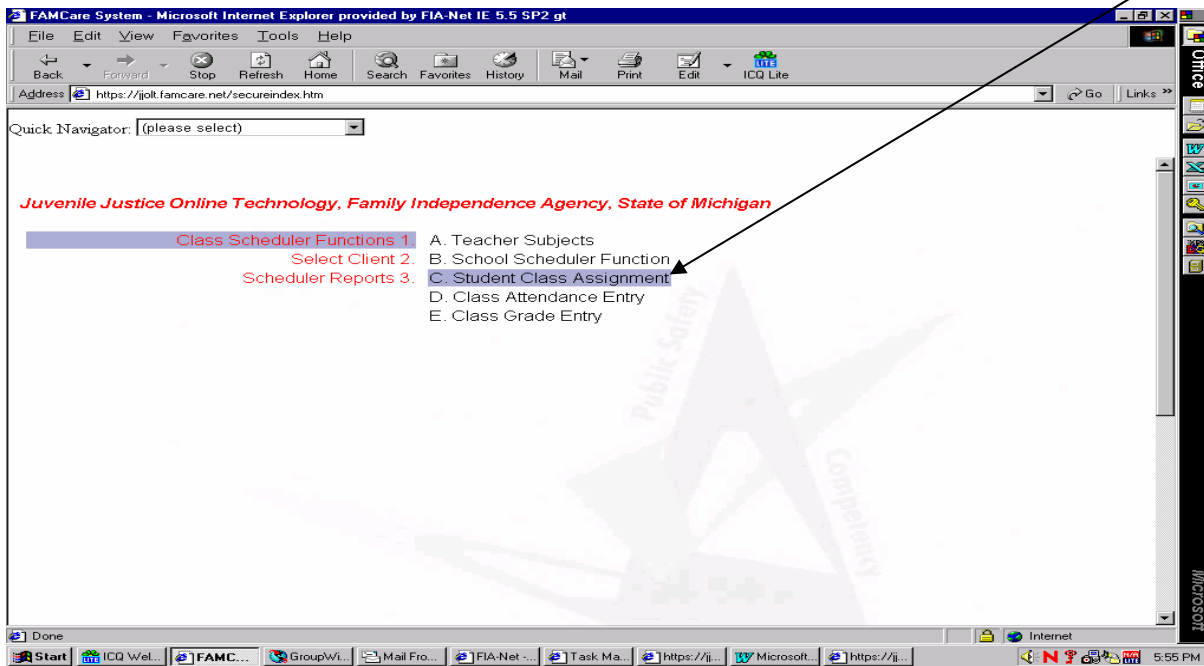 FAMCare System - Microsoft Internet Explorer provided by FIA-Net IE 5.5 SP2 gt
File Edit View Favorites Tools Help
Back Forward Stop Refresh Home Search Favorites History Mail Print Edit ICQ Lite
Address https://jjolt.famcare.net/secureindex.htm Go Links »
Quick Navigator: (please select)
Juvenile Justice Online Technology, Family Independence Agency, State of Michigan
Class Scheduler Functions 1. A. Teacher Subjects
Select Client 2. B. School Scheduler Function
Scheduler Reports 3. C. Student Class Assignment
D. Class Attendance Entry
E. Class Grade Entry
Public Safety
Competency
Done Internet
Start ICQ Wel... FAMC... GroupWi... Mail Fro... FIA-Net -... Task Ma... https://jj... Microsoft... https://jj... 5:55 PM
Office
Microsoft